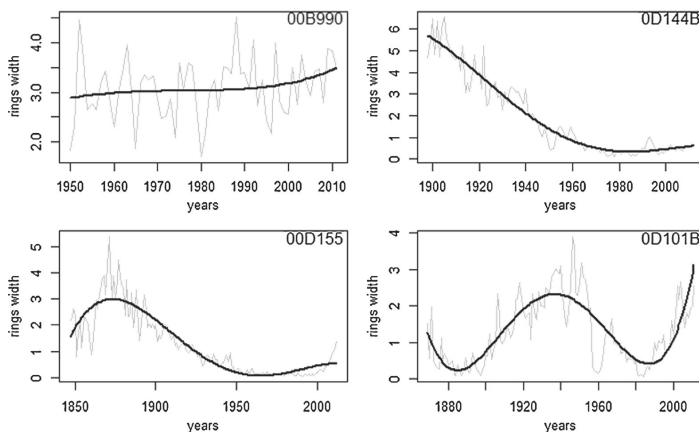 00B990
rings width
2.0 3.0 4.0
1950 1960 1970 1980 1990 2000 2010
years
0D144B
rings width
0 1 2 3 4 5 6
1900 1920 1940 1960 1980 2000
years
00D155
rings width
0 1 2 3 4 5
1850 1900 1950 2000
years
0D101B
rings width
0 1 2 3 4
1880 1920 1960 2000
years